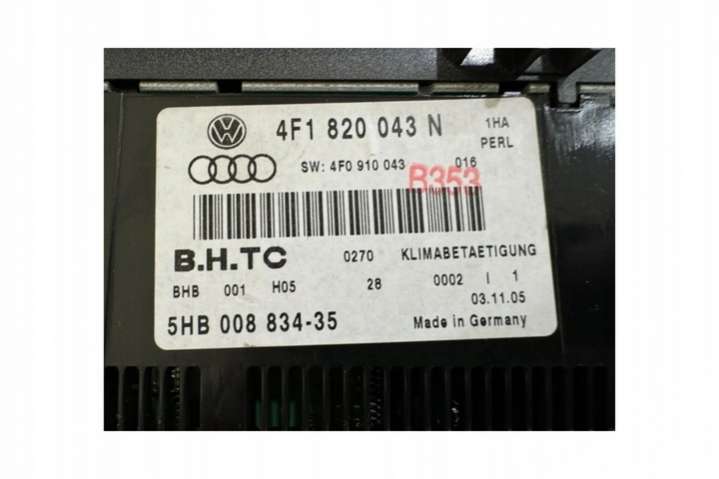 4F1 820 043 N 1HA
PERL
SW: 4F0 910 043 016
B353
B.H.TC 0270 KLIMABETAETIGUNG
BHB 001 H05 28 0002 I 1
03.11.05
5HB 008 834-35 Made in Germany